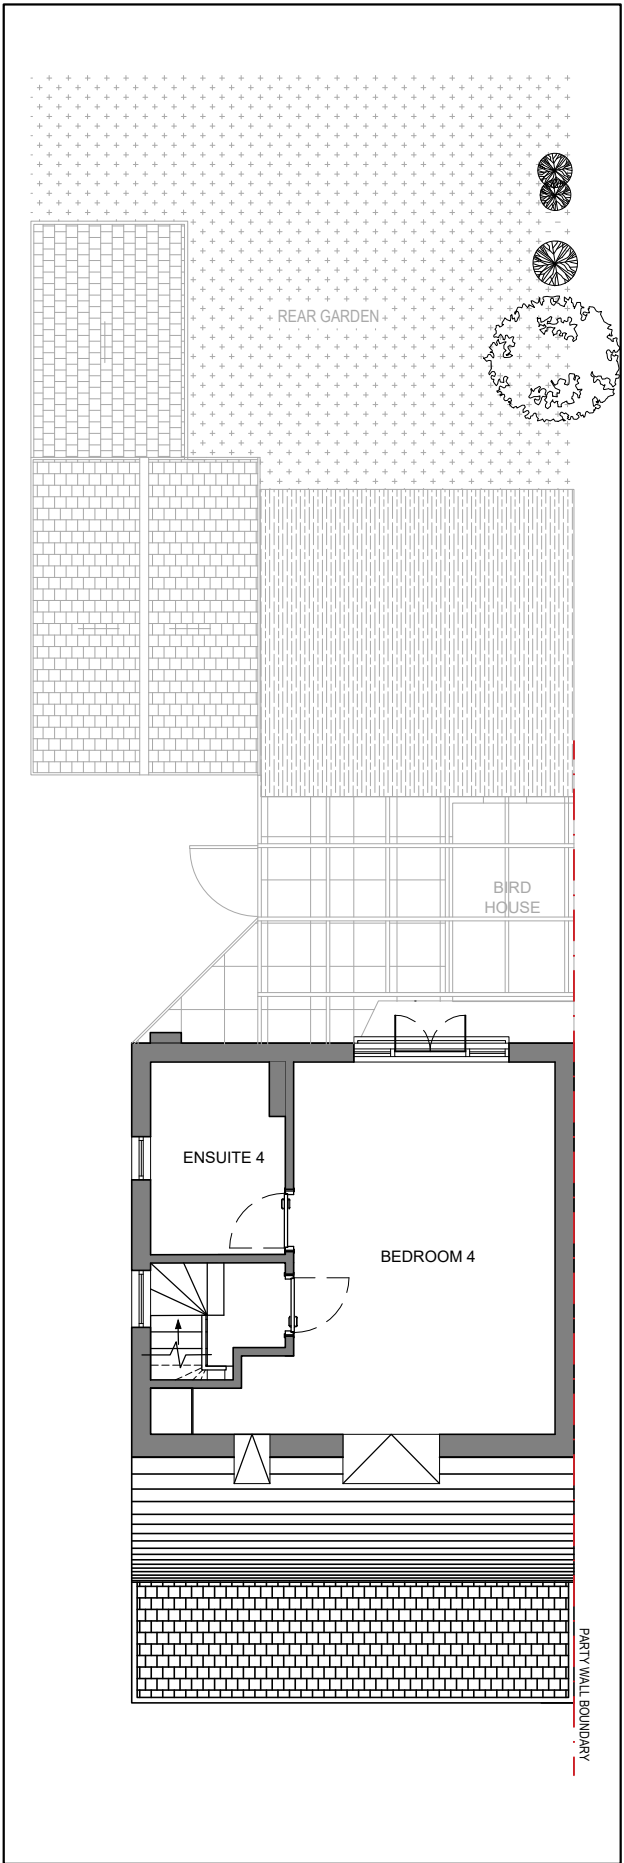 REAR GARDEN
BIRD
HOUSE
ENSUITE 4
BEDROOM 4
PARTY WALL BOUNDARY